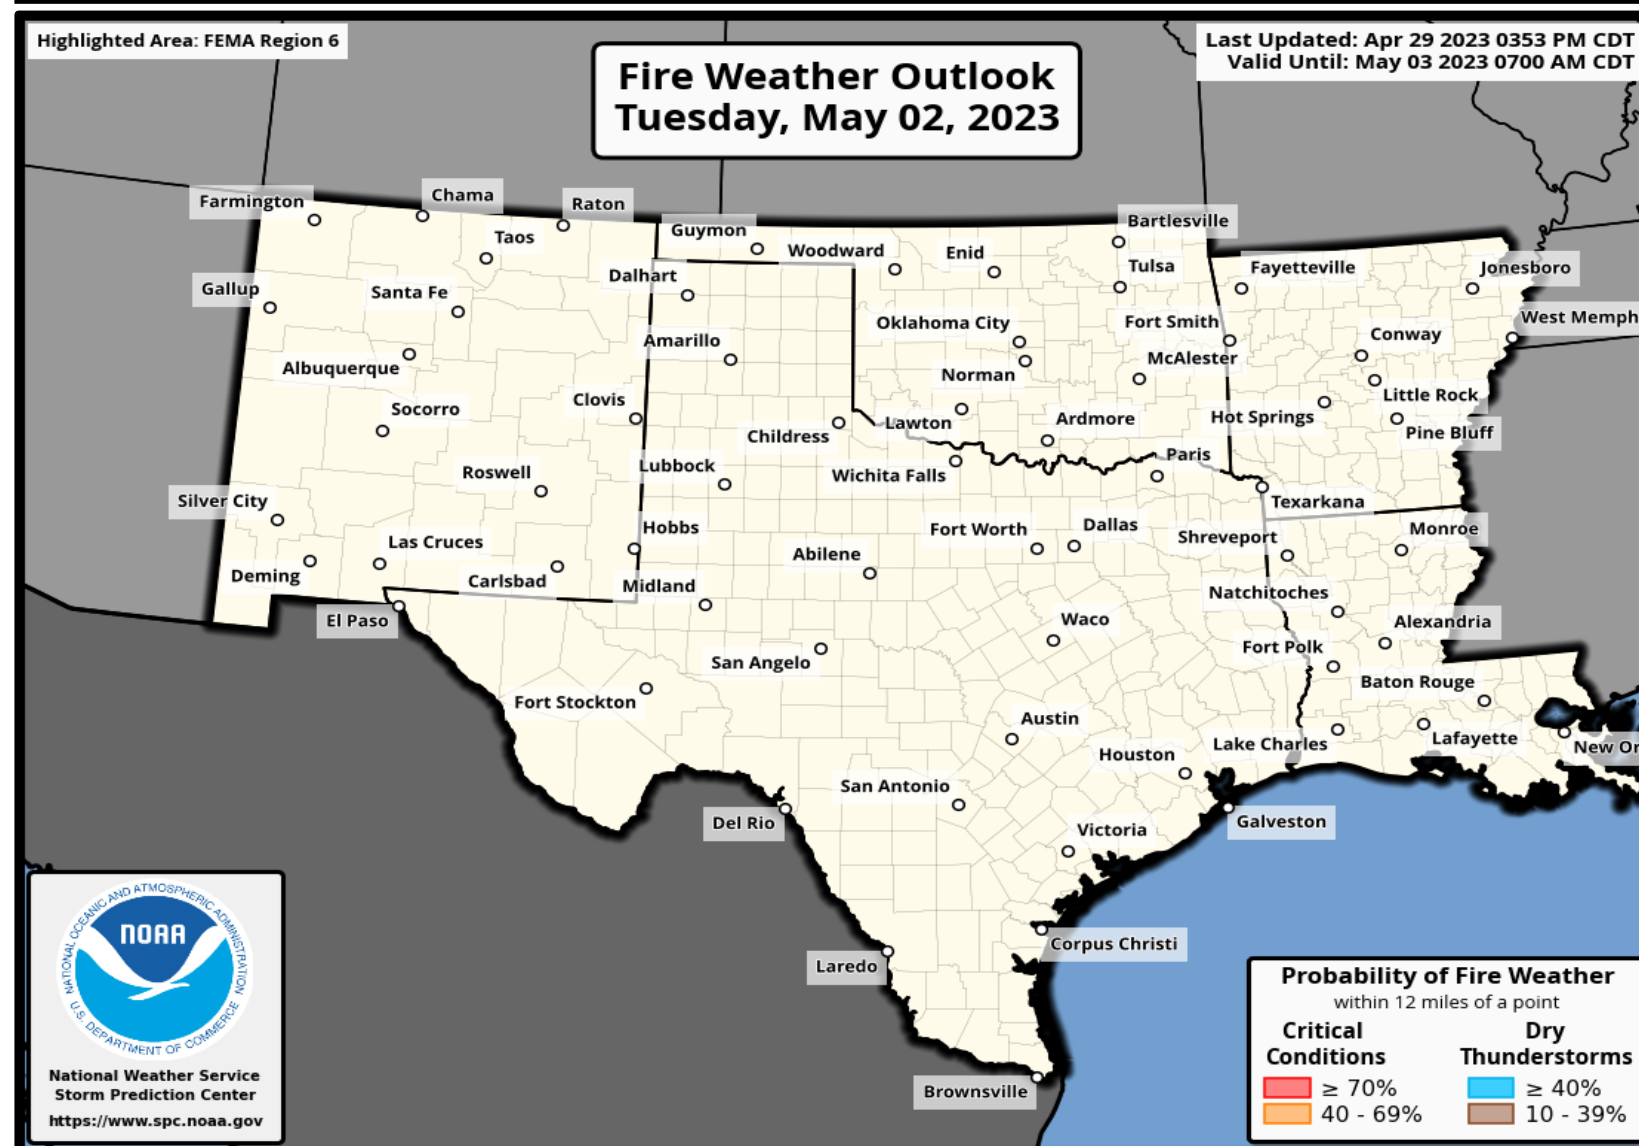 Highlighted Area: FEMA Region 6
Fire Weather Outlook
Tuesday, May 02, 2023
Last Updated: Apr 29 2023 0353 PM CDT
Valid Until: May 03 2023 0700 AM CDT
Farmington
Chama
Raton
Taos
Guymon
Woodward
Enid
Bartlesville
Tulsa
Fayetteville
Jonesboro
Gallup
Santa Fe
Dalhart
Oklahoma City
Fort Smith
Conway
West Memph
Amarillo
Albuquerque
Norman
McAlester
Little Rock
Socorro
Clovis
Childress
Lawton
Ardmore
Hot Springs
Pine Bluff
Roswell
Lubbock
Wichita Falls
Paris
Silver City
Texarkana
Las Cruces
Hobbs
Abilene
Fort Worth
Dallas
Shreveport
Monroe
Deming
Carlsbad
Midland
Natchitoches
El Paso
Waco
Alexandria
San Angelo
Fort Polk
Baton Rouge
Fort Stockton
Austin
Houston
Lake Charles
Lafayette
New Or
San Antonio
Del Rio
Victoria
Galveston
Corpus Christi
Laredo
Brownsville
NATIONAL OCEANIC AND ATMOSPHERIC ADMINISTRATION
NOAA
U.S. DEPARTMENT OF COMMERCE
National Weather Service
Storm Prediction Center
https://www.spc.noaa.gov
Probability of Fire Weather
within 12 miles of a point
Critical Conditions
≥ 70%
40 - 69%
Dry Thunderstorms
≥ 40%
10 - 39%